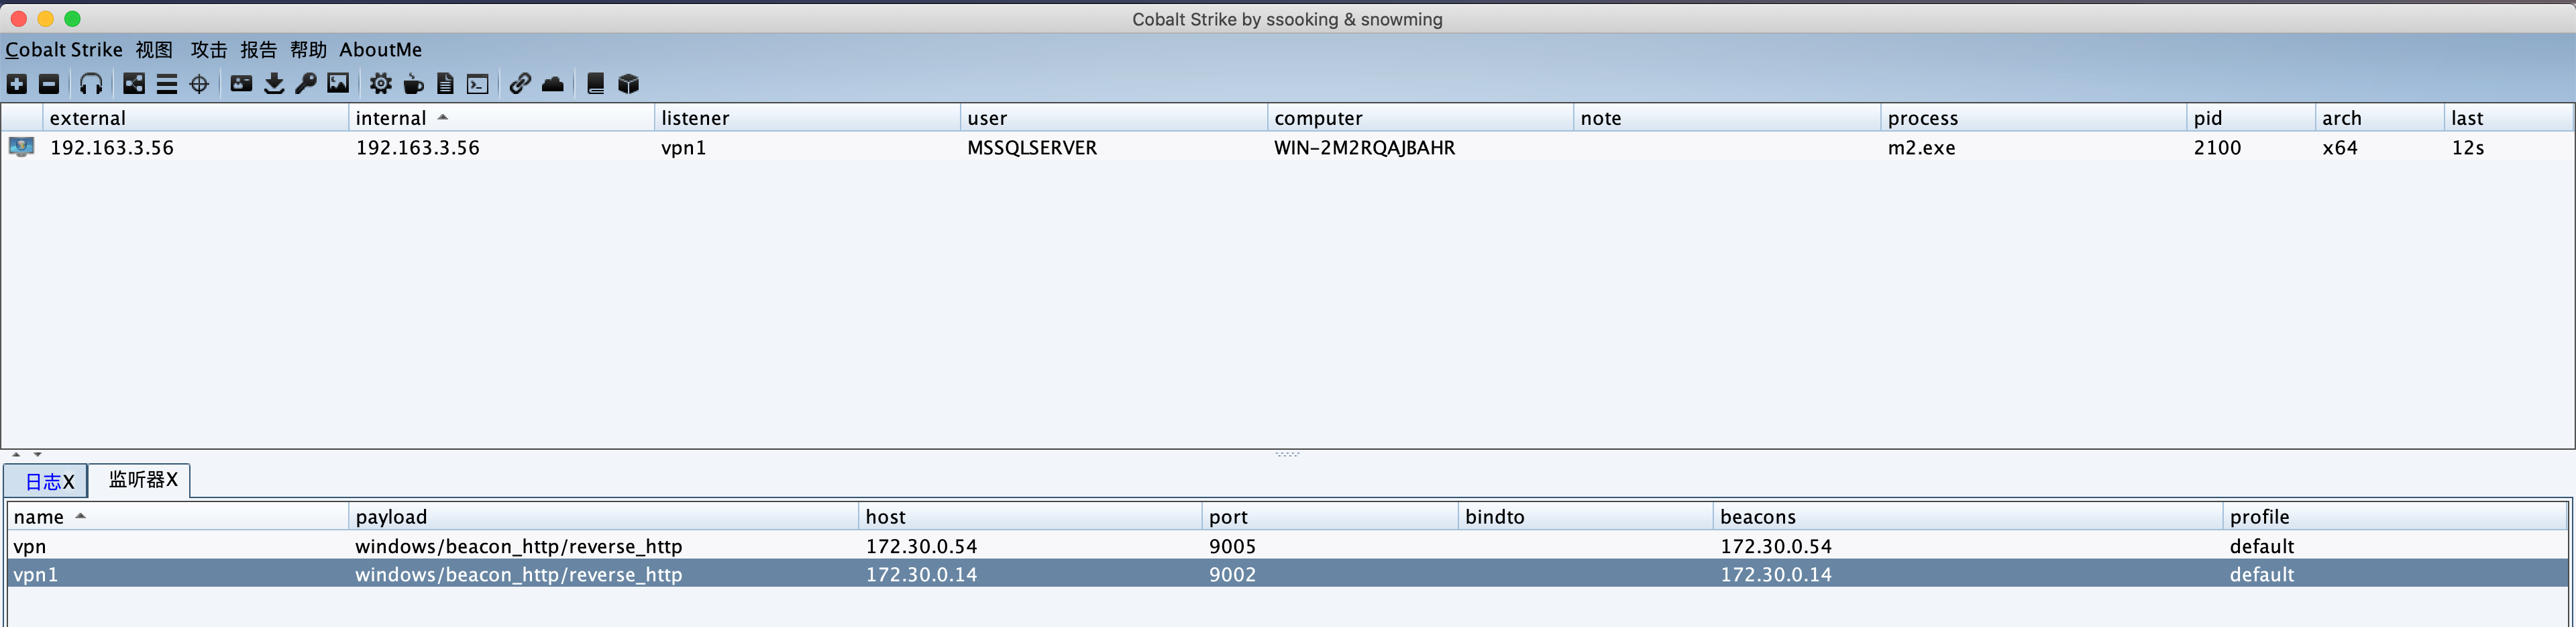 Cobalt Strike by ssooking & snowming
Cobalt Strike 视图 攻击 报告 帮助 AboutMe
external internal listener user computer note process pid arch last
192.163.3.56 192.163.3.56 vpn1 MSSQLSERVER WIN-2M2RQAJBAHR m2.exe 2100 x64 12s
日志X 监听器X
name payload host port bindto beacons profile
vpn windows/beacon_http/reverse_http 172.30.0.54 9005 172.30.0.54 default
vpn1 windows/beacon_http/reverse_http 172.30.0.14 9002 172.30.0.14 default